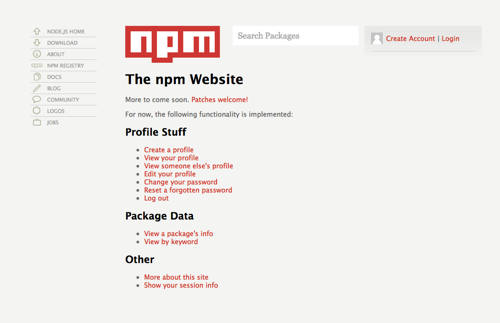 NODE.JS HOME
DOWNLOAD
ABOUT
npm NPM REGISTRY
DOCS
BLOG
COMMUNITY
LOGOS
JOBS
npm
Search Packages
Create Account | Login
The npm Website
More to come soon. Patches welcome!
For now, the following functionality is implemented:
Profile Stuff
Create a profile
View your profile
View someone else's profile
Edit your profile
Change your password
Reset a forgotten password
Log out
Package Data
View a package's info
View by keyword
Other
More about this site
Show your session info